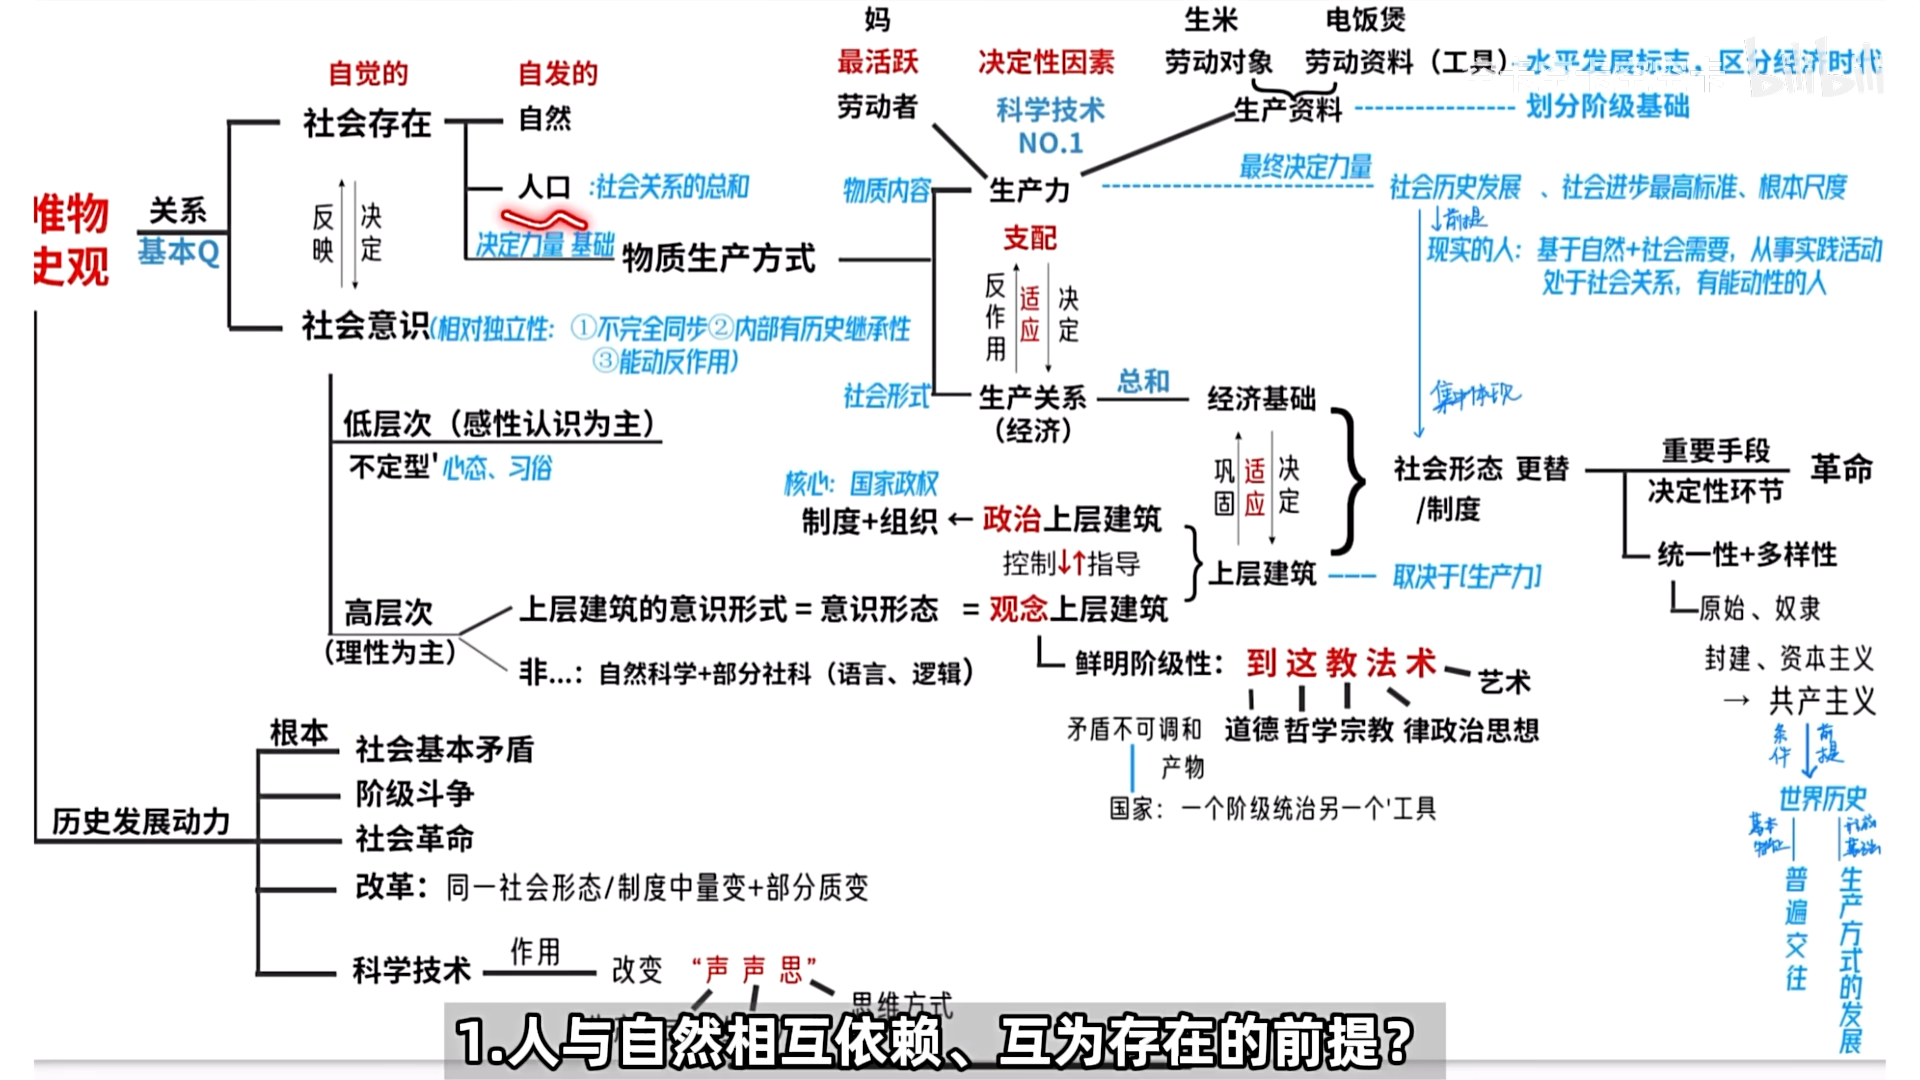 妈
生米
电饭煲
自觉的
自发的
最活跃
决定性因素
劳动对象
劳动资料（工具）
水平发展标志，区分经济时代
bilibili
社会存在
自然
劳动者
科学技术
NO.1
生产资料
划分阶级基础
唯物
史观
关系
基本Q
反映
决定
人口
:社会关系的总和
决定力量 基础
物质生产方式
物质内容
生产力
最终决定力量
社会历史发展 、社会进步最高标准、根本尺度
前提
现实的人：基于自然+社会需要，从事实践活动
处于社会关系，有能动性的人
支配
反作用
适应
决定
社会意识(相对独立性：①不完全同步②内部有历史继承性
③能动反作用)
社会形式
生产关系
（经济）
总和
经济基础
集中体现
低层次（感性认识为主）
不定型' 心态、习俗
巩固
适应
决定
社会形态 更替
/制度
重要手段
决定性环节
革命
核心：国家政权
制度+组织 ← 政治上层建筑
控制↓↑指导
上层建筑
取决于[生产力]
统一性+多样性
原始、奴隶
封建、资本主义
→ 共产主义
高层次
（理性为主）
上层建筑的意识形式 = 意识形态 = 观念上层建筑
非...：自然科学+部分社科（语言、逻辑）
鲜明阶级性：到 这 教 法 术
艺术
道德 哲学 宗教 律政治思想
矛盾不可调和
产物
国家：一个阶级统治另一个'工具
条件
前提
世界历史
基本
特征
基础
普遍交往
生产方式的发展
历史发展动力
根本
社会基本矛盾
阶级斗争
社会革命
改革：同一社会形态/制度中量变+部分质变
科学技术
作用
改变 “声 声 思”
思维方式
1.人与自然相互依赖、互为存在的前提？